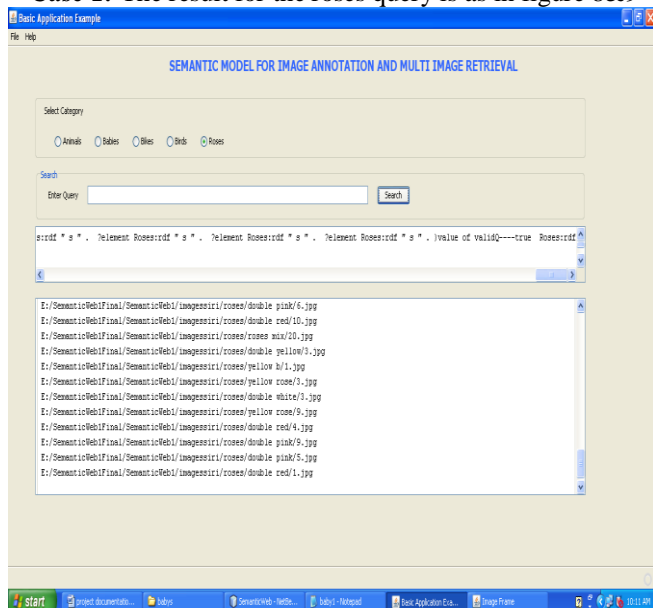 Case 2: The result for the roses query is as in figure 6.3.9
Basic Application Example
File Help
SEMANTIC MODEL FOR IMAGE ANNOTATION AND MULTI IMAGE RETRIEVAL
Select Category
Animals Babies Bikes Birds Roses
Search
Enter Query Search
s:rdf " s " . ?element Roses:rdf " s " . ?element Roses:rdf " s " . ?element Roses:rdf " s " . )value of validQ----true Roses:rdf
E:/SemanticWeb1Final/SemanticWeb1/imagessiri/roses/double pink/6.jpg
E:/SemanticWeb1Final/SemanticWeb1/imagessiri/roses/double red/10.jpg
E:/SemanticWeb1Final/SemanticWeb1/imagessiri/roses/roses mix/20.jpg
E:/SemanticWeb1Final/SemanticWeb1/imagessiri/roses/double yellow/3.jpg
E:/SemanticWeb1Final/SemanticWeb1/imagessiri/roses/yellow b/1.jpg
E:/SemanticWeb1Final/SemanticWeb1/imagessiri/roses/yellow rose/3.jpg
E:/SemanticWeb1Final/SemanticWeb1/imagessiri/roses/double white/3.jpg
E:/SemanticWeb1Final/SemanticWeb1/imagessiri/roses/yellow rose/9.jpg
E:/SemanticWeb1Final/SemanticWeb1/imagessiri/roses/double red/4.jpg
E:/SemanticWeb1Final/SemanticWeb1/imagessiri/roses/double pink/9.jpg
E:/SemanticWeb1Final/SemanticWeb1/imagessiri/roses/double pink/5.jpg
E:/SemanticWeb1Final/SemanticWeb1/imagessiri/roses/double red/1.jpg
start project documentatio... babys SemanticWeb - NetBe... baby1 - Notepad Basic Application Exa... Image Frame 10:11 AM